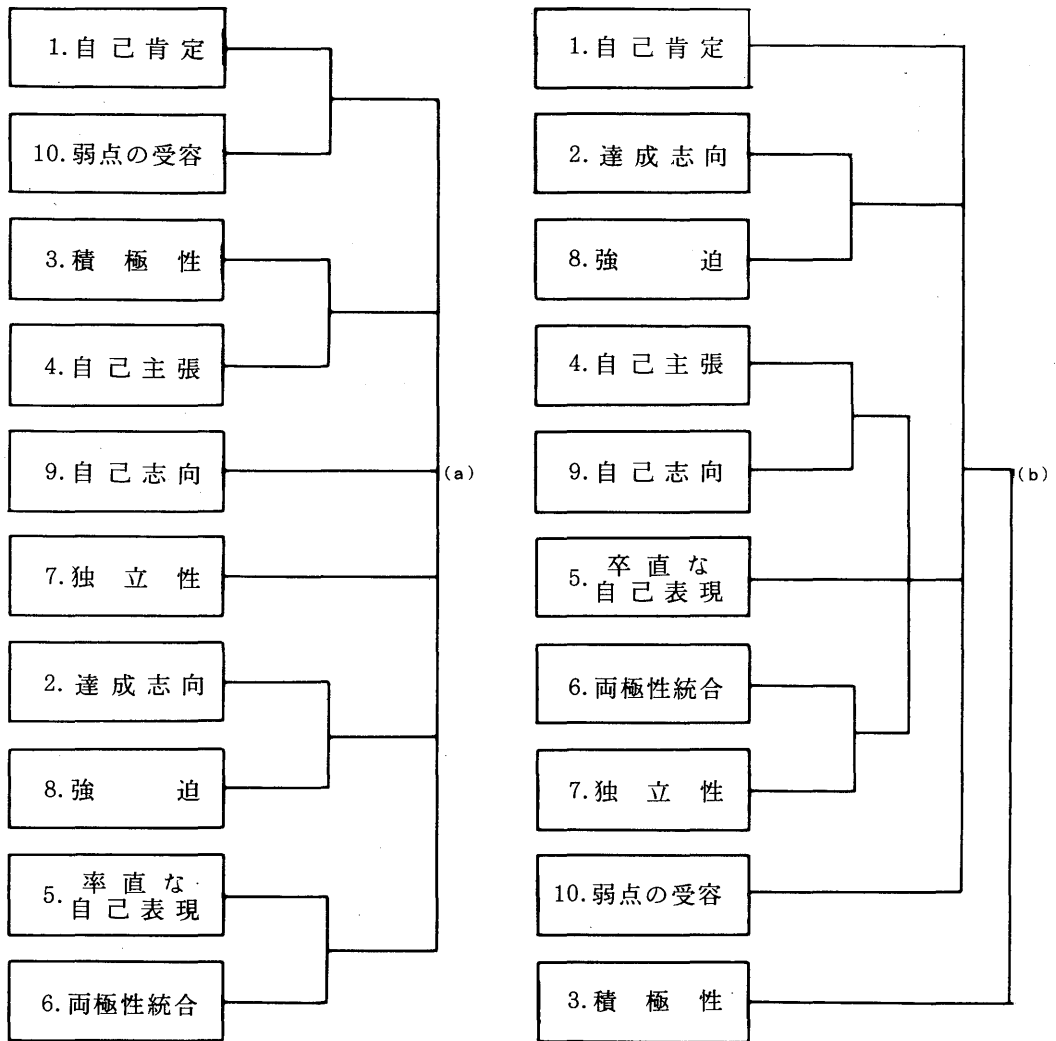 1.自己肯定
10.弱点の受容
3.積極性
4.自己主張
9.自己志向
(a)
7.独立性
2.達成志向
8.強迫
5.率直な
自己表現
6.両極性統合
1.自己肯定
2.達成志向
8.強迫
4.自己主張
9.自己志向
(b)
5.卒直な
自己表現
6.両極性統合
7.独立性
10.弱点の受容
3.積極性